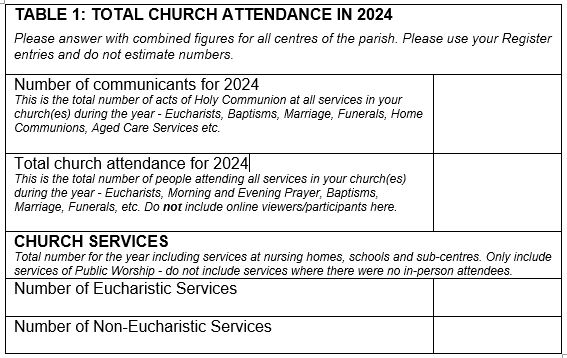 TABLE 1: TOTAL CHURCH ATTENDANCE IN 2024
Please answer with combined figures for all centres of the parish. Please use your Register
entries and do not estimate numbers.
Number of communicants for 2024
This is the total number of acts of Holy Communion at all services in your
church(es) during the year - Eucharists, Baptisms, Marriage, Funerals, Home
Communions, Aged Care Services etc.
Total church attendance for 2024
This is the total number of people attending all services in your church(es)
during the year - Eucharists, Morning and Evening Prayer, Baptisms,
Marriage, Funerals, etc. Do not include online viewers/participants here.
CHURCH SERVICES
Total number for the year including services at nursing homes, schools and sub-centres. Only include
services of Public Worship - do not include services where there were no in-person attendees.
Number of Eucharistic Services
Number of Non-Eucharistic Services